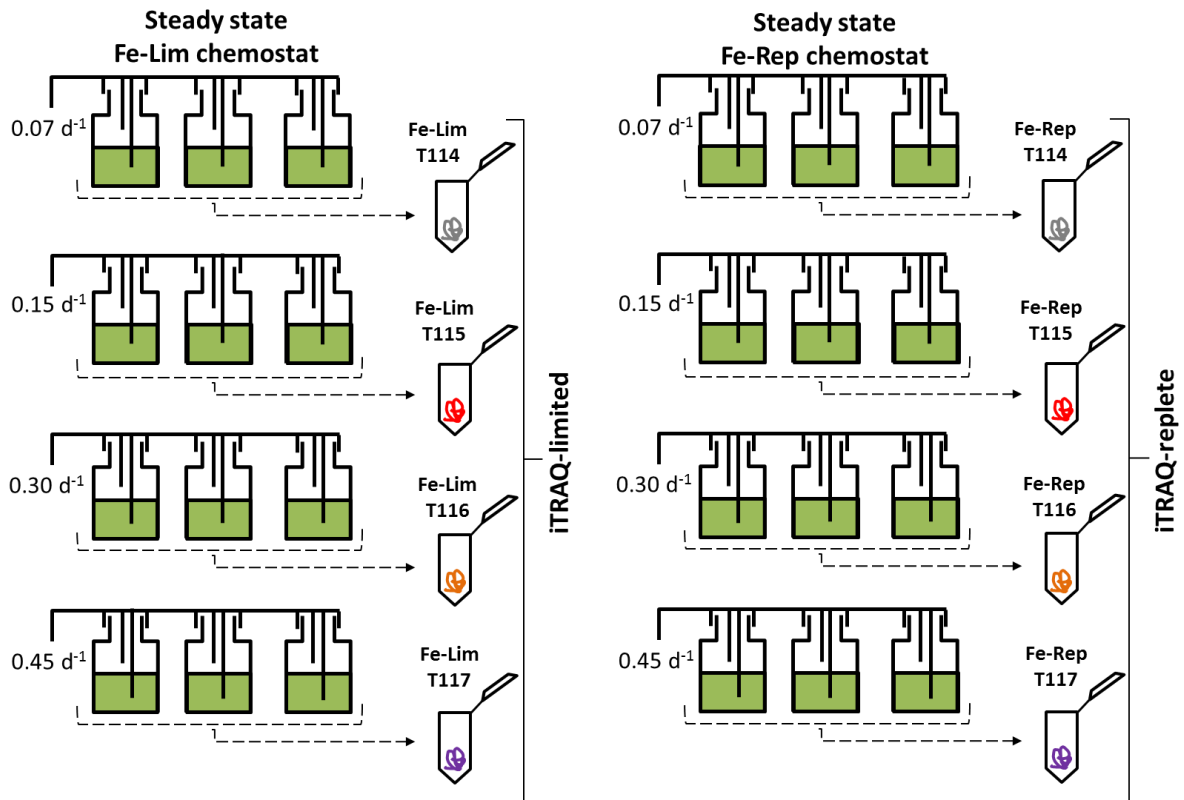 Steady state
Fe-Lim chemostat
0.07 d-1
Fe-Lim
T114
0.15 d-1
Fe-Lim
T115
0.30 d-1
Fe-Lim
T116
0.45 d-1
Fe-Lim
T117
iTRAQ-limited
Steady state
Fe-Rep chemostat
0.07 d-1
Fe-Rep
T114
0.15 d-1
Fe-Rep
T115
0.30 d-1
Fe-Rep
T116
0.45 d-1
Fe-Rep
T117
iTRAQ-replete